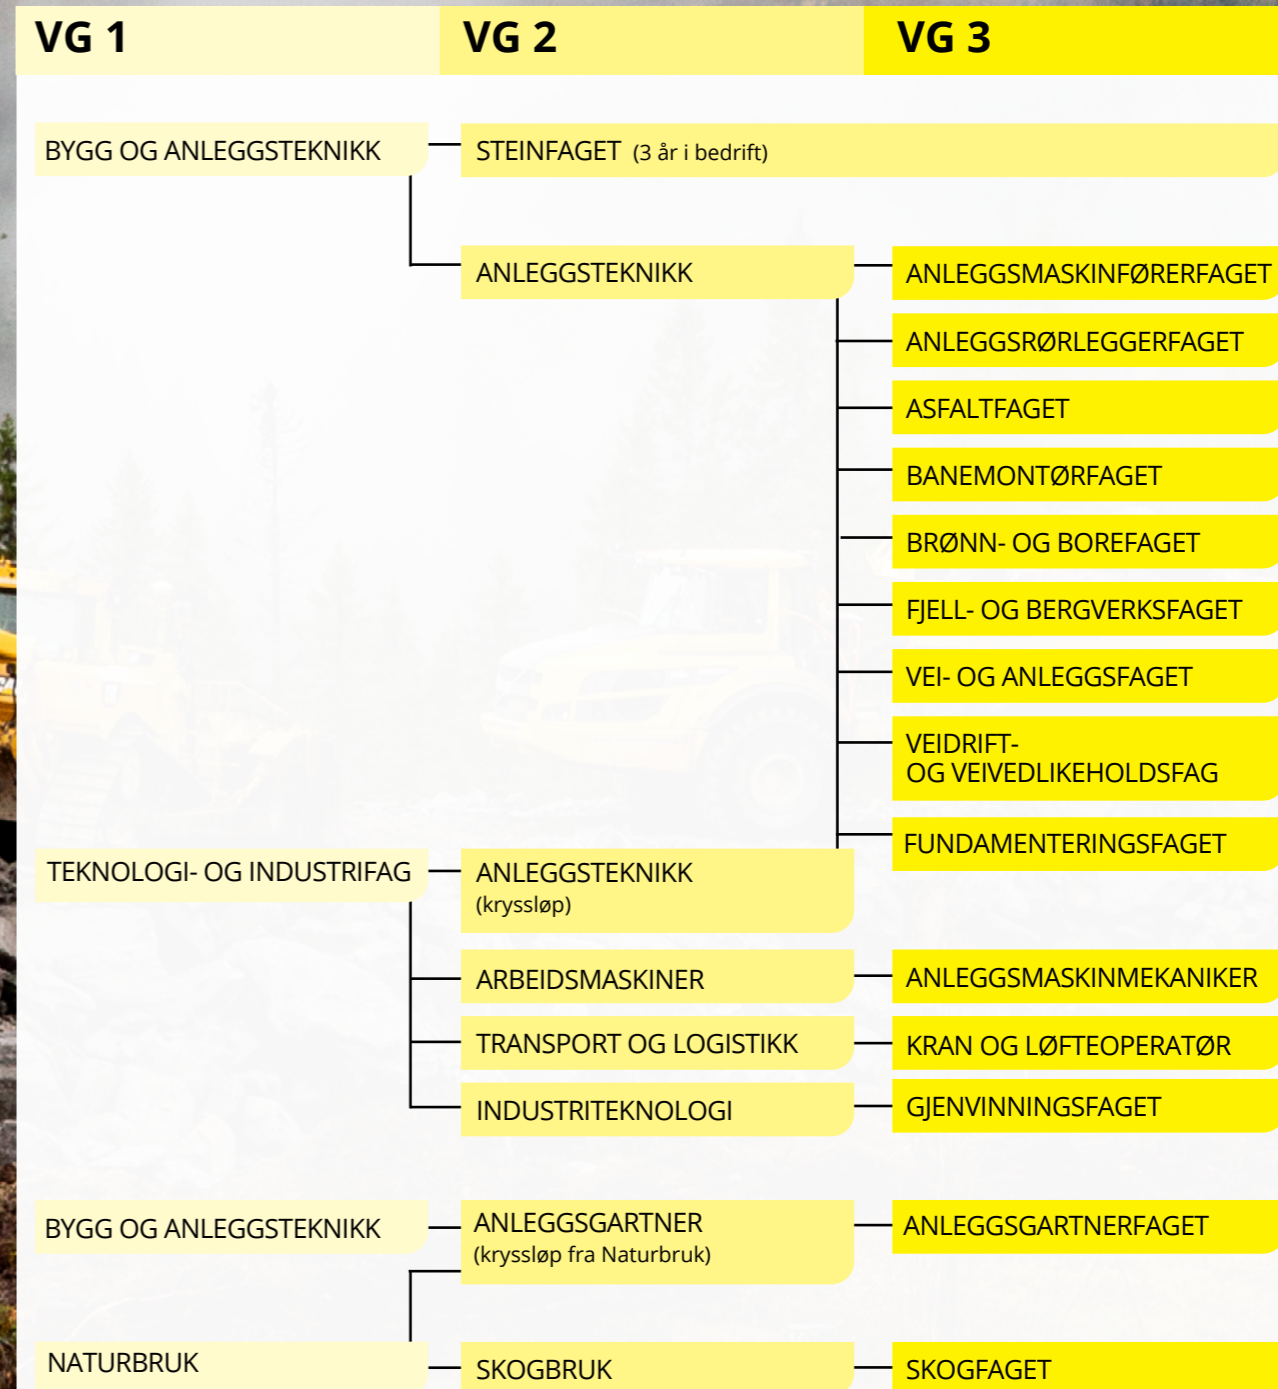 VG 1
VG 2
VG 3
BYGG OG ANLEGGSTEKNIKK
STEINFAGET (3 år i bedrift)
ANLEGGSTEKNIKK
ANLEGGSMASKINFØRERFAGET
ANLEGGSRØRLEGGERFAGET
ASFALTFAGET
BANEMONTØRFAGET
BRØNN- OG BOREFAGET
FJELL- OG BERGVERKSFAGET
VEI- OG ANLEGGSFAGET
VEIDRIFT-
OG VEIVEDLIKEHOLDSFAG
FUNDAMENTERINGSFAGET
TEKNOLOGI- OG INDUSTRIFAG
ANLEGGSTEKNIKK
(kryssløp)
ARBEIDSMASKINER
ANLEGGSMASKINMEKANIKER
TRANSPORT OG LOGISTIKK
KRAN OG LØFTEOPERATØR
INDUSTRITEKNOLOGI
GJENVINNINGSFAGET
BYGG OG ANLEGGSTEKNIKK
ANLEGGSGARTNER
(kryssløp fra Naturbruk)
ANLEGGSGARTNERFAGET
NATURBRUK
SKOGBRUK
SKOGFAGET